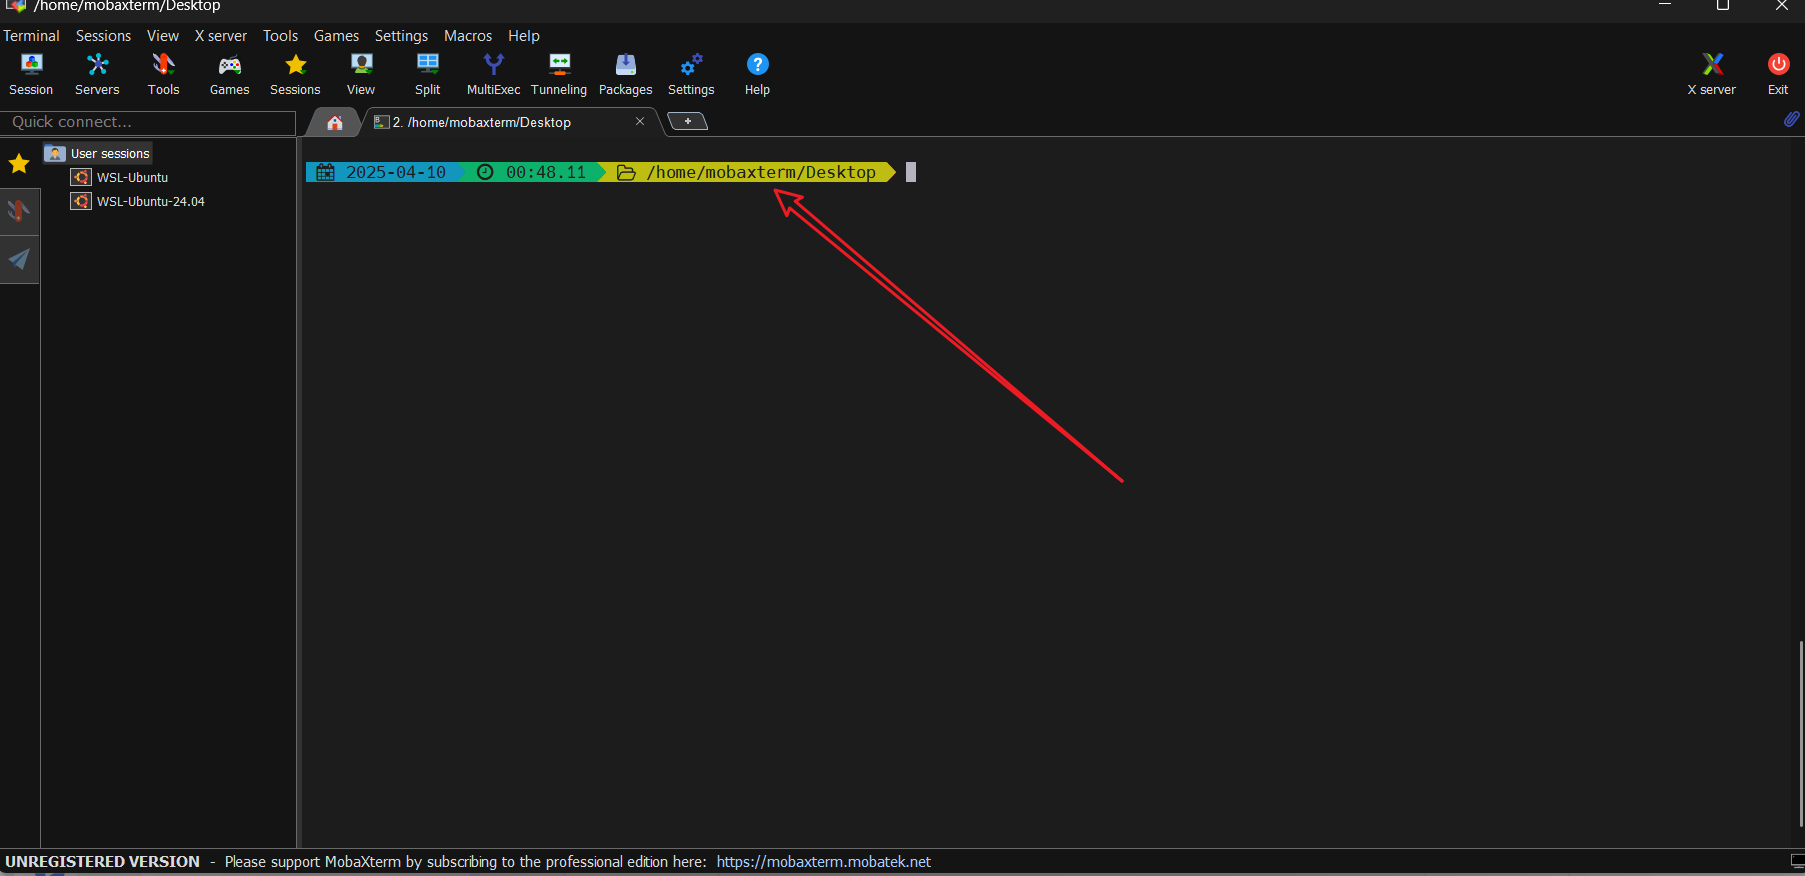 /home/mobaxterm/Desktop
Terminal Sessions View X server Tools Games Settings Macros Help
Session Servers Tools Games Sessions View Split MultiExec Tunneling Packages Settings Help X server Exit
Quick connect...
2. /home/mobaxterm/Desktop
User sessions
WSL-Ubuntu
WSL-Ubuntu-24.04
2025-04-10 00:48.11 /home/mobaxterm/Desktop
UNREGISTERED VERSION - Please support MobaXterm by subscribing to the professional edition here: https://mobaxterm.mobatek.net